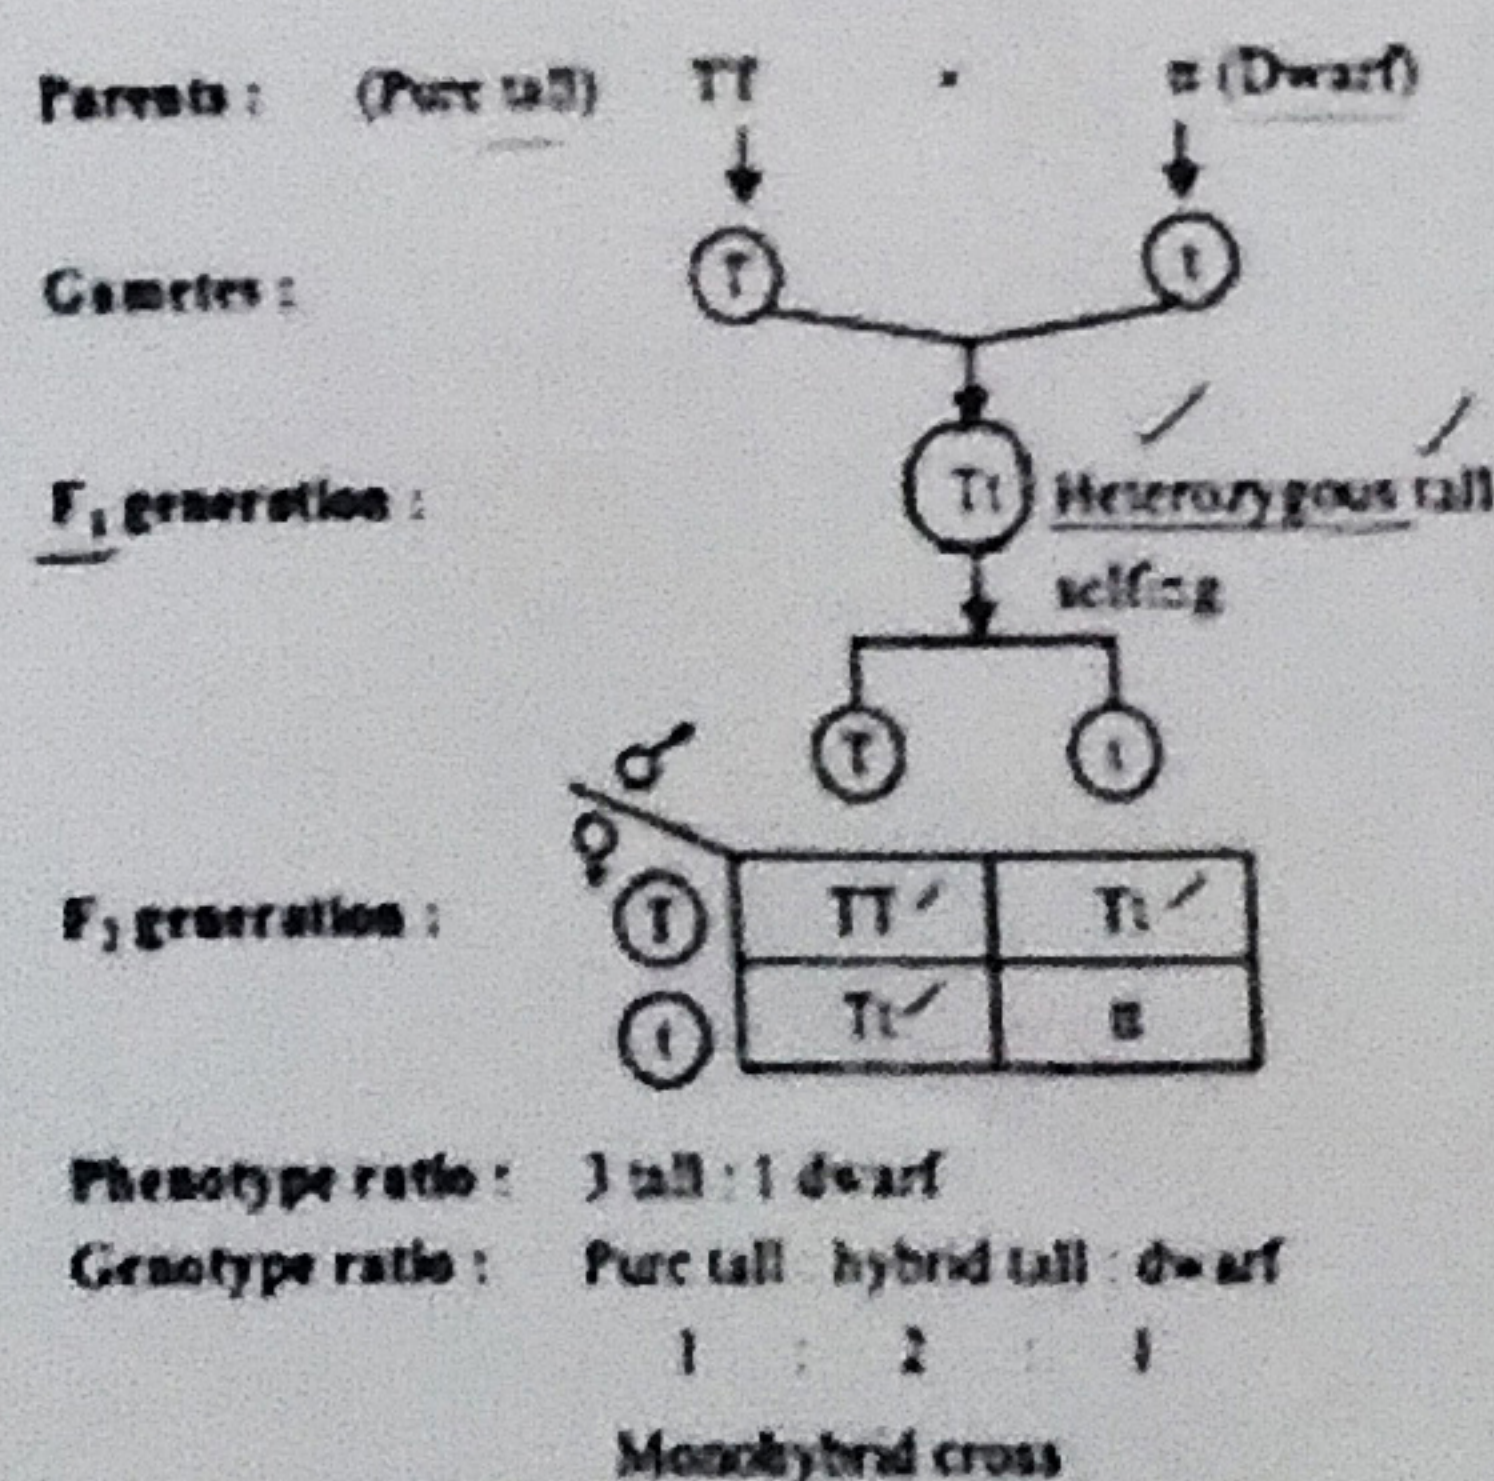 Parents : (Pure tall) TT × tt (Dwarf)
Gametes : T t
F1 generation : Tt Heterozygous tall
selfing
T t
♂
♀
F2 generation : T TT Tt
t Tt tt
Phenotype ratio : 3 tall : 1 dwarf
Genotype ratio : Pure tall : hybrid tall : dwarf
1 : 2 : 1
Monohybrid cross